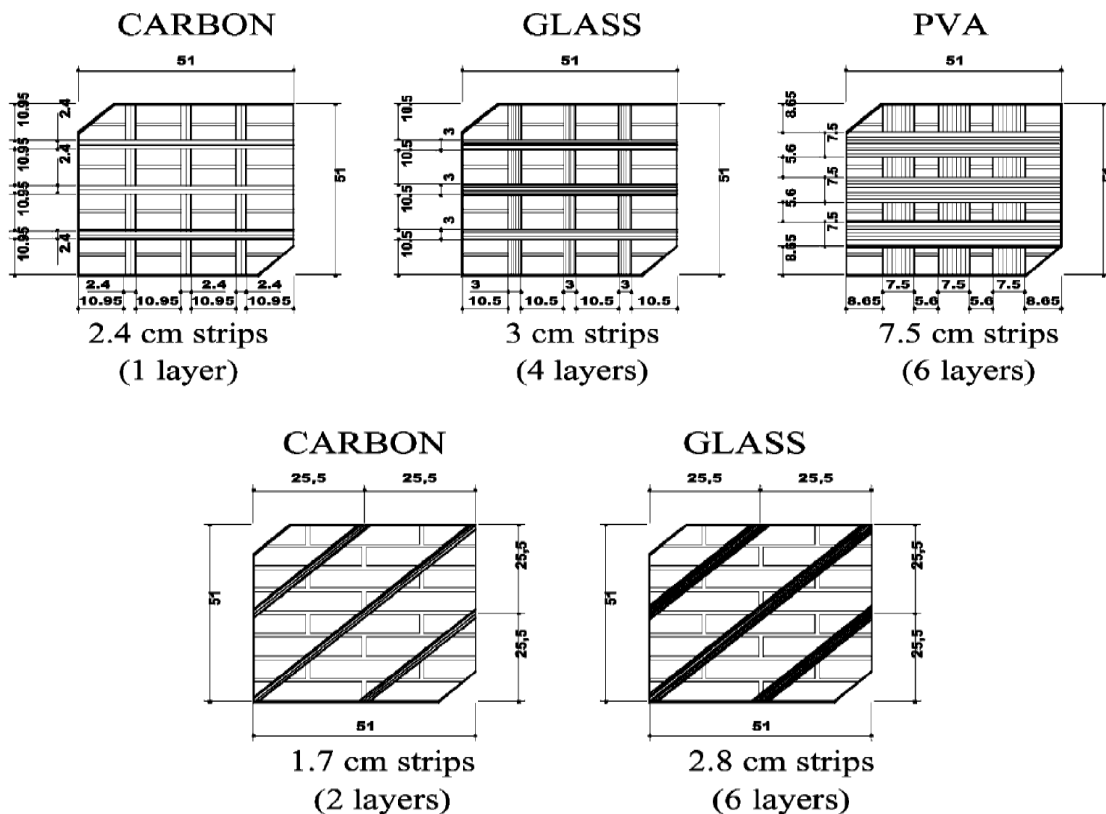 CARBON GLASS PVA
51 51 51
10.95 2.4 10.5 8.65
10.95 2.4 3 10.5 7.5 5.6
10.95 3 10.5 7.5 5.6
10.95 2.4 3 10.5 7.5 8.65
51 51 51
2.4 2.4 2.4 3 3 3 7.5 7.5 7.5
10.95 10.95 10.95 10.95 10.5 10.5 10.5 10.5 8.65 5.6 5.6 8.65
2.4 cm strips 3 cm strips 7.5 cm strips
(1 layer) (4 layers) (6 layers)
CARBON GLASS
25,5 25,5 25,5 25,5
51 25,5 51 25,5
25,5 25,5
51 51
1.7 cm strips 2.8 cm strips
(2 layers) (6 layers)